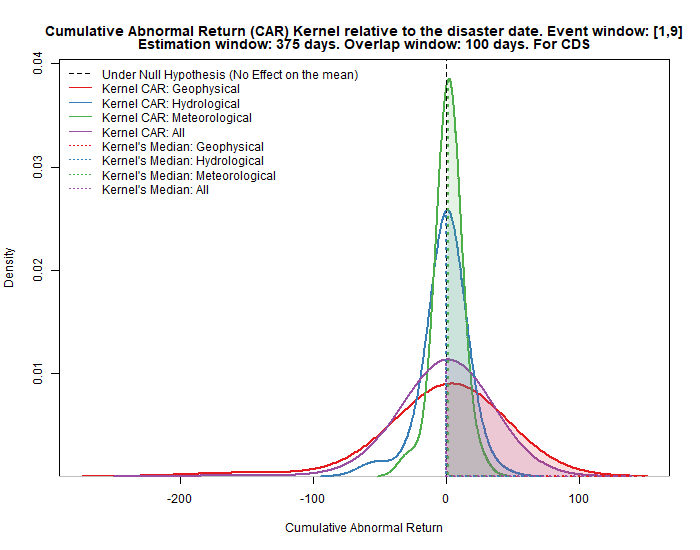 Cumulative Abnormal Return (CAR) Kernel relative to the disaster date. Event window: [1,9]
Estimation window: 375 days. Overlap window: 100 days. For CDS
Under Null Hypothesis (No Effect on the mean)
Kernel CAR: Geophysical
Kernel CAR: Hydrological
Kernel CAR: Meteorological
Kernel CAR: All
Kernel's Median: Geophysical
Kernel's Median: Hydrological
Kernel's Median: Meteorological
Kernel's Median: All
0.04
0.03
0.02
0.01
Density
-200
-100
0
100
Cumulative Abnormal Return